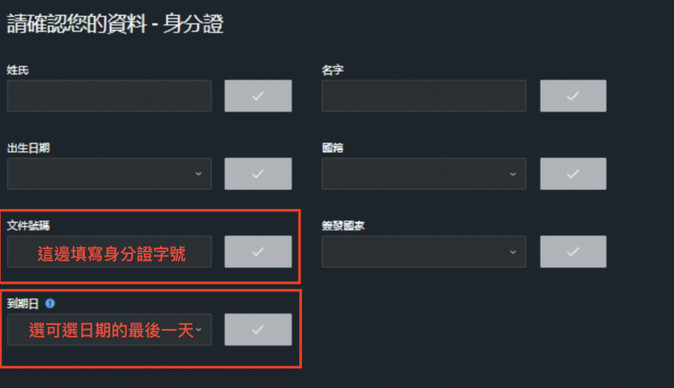 請確認您的資料 - 身分證
姓氏
名字
出生日期
國籍
文件號碼
簽發國家
這邊填寫身分證字號
到期日
選可選日期的最後一天